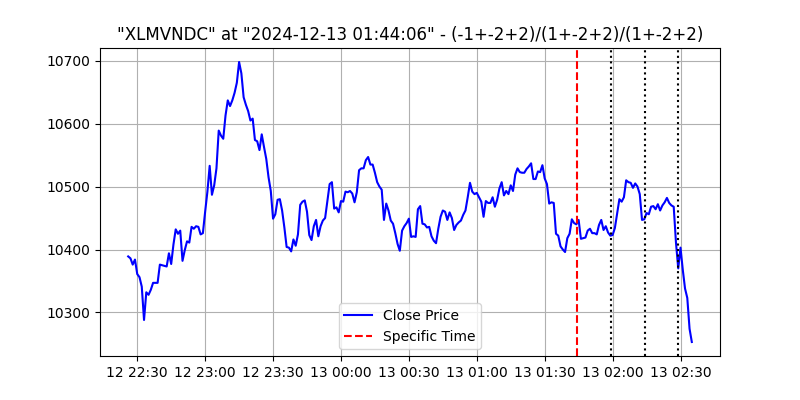 "XLMVNDC" at "2024-12-13 01:44:06" - (-1+-2+2)/(1+-2+2)/(1+-2+2)
10700
10600
10500
10400
10300
Close Price
Specific Time
12 22:30 12 23:00 12 23:30 13 00:00 13 00:30 13 01:00 13 01:30 13 02:00 13 02:30